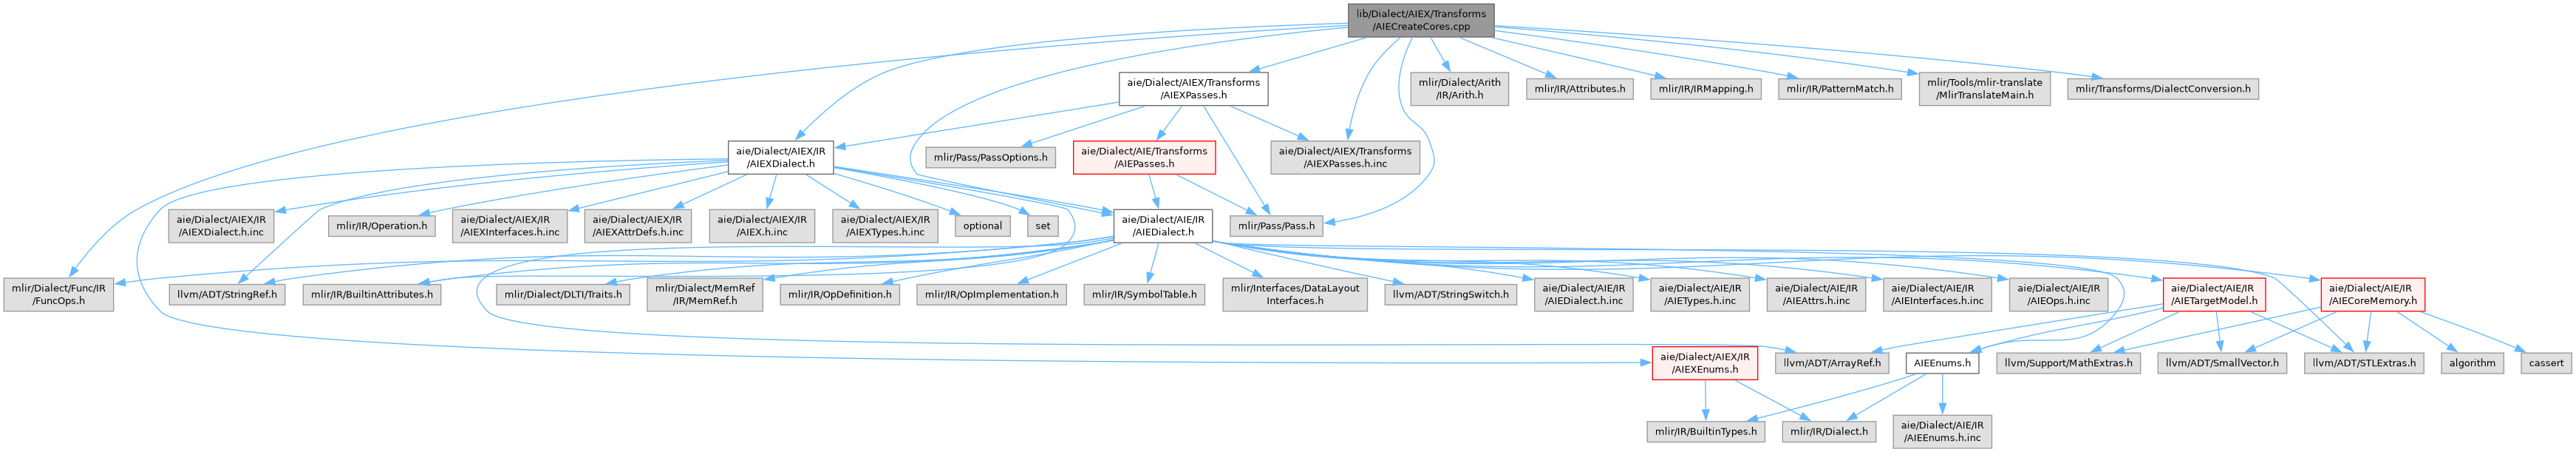 lib/Dialect/AIEX/Transforms
/AIECreateCores.cpp
aie/Dialect/AIEX/Transforms
/AIEXPasses.h
mlir/Dialect/Arith
/IR/Arith.h
mlir/IR/Attributes.h
mlir/IR/IRMapping.h
mlir/IR/PatternMatch.h
mlir/Tools/mlir-translate
/MlirTranslateMain.h
mlir/Transforms/DialectConversion.h
aie/Dialect/AIEX/IR
/AIEXDialect.h
mlir/Pass/PassOptions.h
aie/Dialect/AIE/Transforms
/AIEPasses.h
aie/Dialect/AIEX/Transforms
/AIEXPasses.h.inc
aie/Dialect/AIEX/IR
/AIEXDialect.h.inc
mlir/IR/Operation.h
aie/Dialect/AIEX/IR
/AIEXInterfaces.h.inc
aie/Dialect/AIEX/IR
/AIEXAttrDefs.h.inc
aie/Dialect/AIEX/IR
/AIEX.h.inc
aie/Dialect/AIEX/IR
/AIEXTypes.h.inc
optional
set
aie/Dialect/AIE/IR
/AIEDialect.h
mlir/Pass/Pass.h
mlir/Dialect/Func/IR
/FuncOps.h
llvm/ADT/StringRef.h
mlir/IR/BuiltinAttributes.h
mlir/Dialect/DLTI/Traits.h
mlir/Dialect/MemRef
/IR/MemRef.h
mlir/IR/OpDefinition.h
mlir/IR/OpImplementation.h
mlir/IR/SymbolTable.h
mlir/Interfaces/DataLayout
Interfaces.h
llvm/ADT/StringSwitch.h
aie/Dialect/AIE/IR
/AIEDialect.h.inc
aie/Dialect/AIE/IR
/AIETypes.h.inc
aie/Dialect/AIE/IR
/AIEAttrs.h.inc
aie/Dialect/AIE/IR
/AIEInterfaces.h.inc
aie/Dialect/AIE/IR
/AIEOps.h.inc
aie/Dialect/AIE/IR
/AIETargetModel.h
aie/Dialect/AIE/IR
/AIECoreMemory.h
aie/Dialect/AIEX/IR
/AIEXEnums.h
llvm/ADT/ArrayRef.h
AIEEnums.h
llvm/Support/MathExtras.h
llvm/ADT/SmallVector.h
llvm/ADT/STLExtras.h
algorithm
cassert
mlir/IR/BuiltinTypes.h
mlir/IR/Dialect.h
aie/Dialect/AIE/IR
/AIEEnums.h.inc